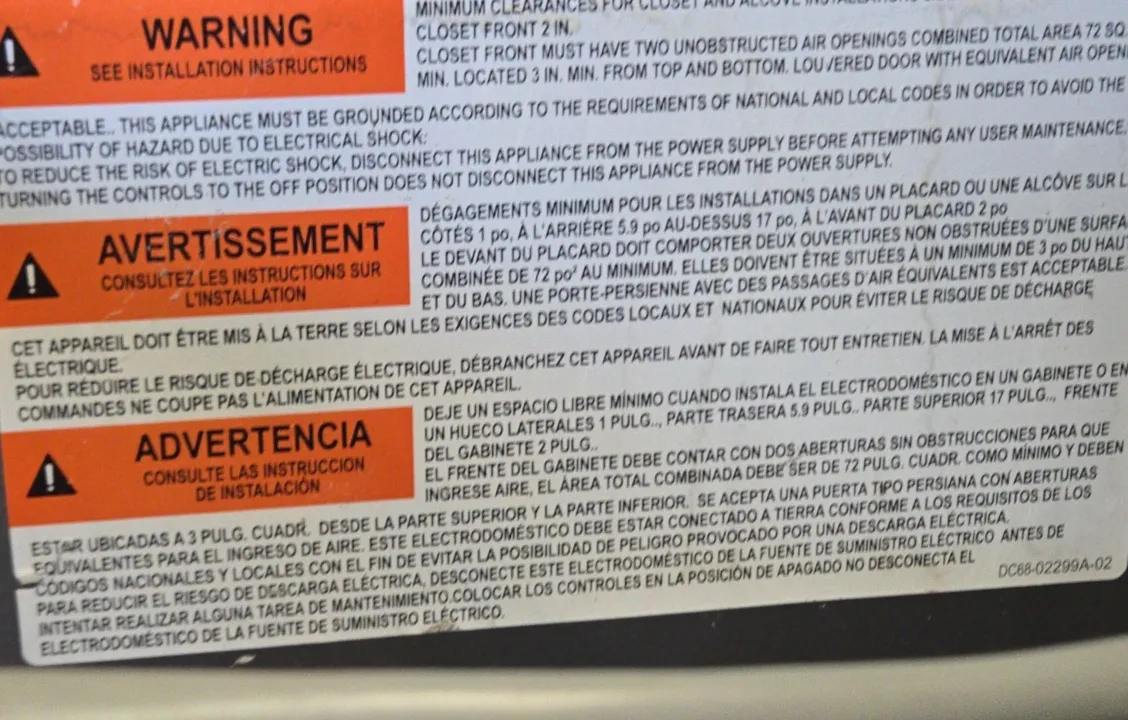 WARNING
SEE INSTALLATION INSTRUCTIONS
MINIMUM CLEARANCES FOR CLOSET AND ALCOVE
CLOSET FRONT 2 IN.
CLOSET FRONT MUST HAVE TWO UNOBSTRUCTED AIR OPENINGS COMBINED TOTAL AREA 72 SQ.
MIN. LOCATED 3 IN. MIN. FROM TOP AND BOTTOM. LOUVERED DOOR WITH EQUIVALENT AIR OPENI
ACCEPTABLE.. THIS APPLIANCE MUST BE GROUNDED ACCORDING TO THE REQUIREMENTS OF NATIONAL AND LOCAL CODES IN ORDER TO AVOID THE
POSSIBILITY OF HAZARD DUE TO ELECTRICAL SHOCK:
TO REDUCE THE RISK OF ELECTRIC SHOCK, DISCONNECT THIS APPLIANCE FROM THE POWER SUPPLY BEFORE ATTEMPTING ANY USER MAINTENANCE.
TURNING THE CONTROLS TO THE OFF POSITION DOES NOT DISCONNECT THIS APPLIANCE FROM THE POWER SUPPLY.
AVERTISSEMENT
CONSULTEZ LES INSTRUCTIONS SUR
L'INSTALLATION
DÉGAGEMENTS MINIMUM POUR LES INSTALLATIONS DANS UN PLACARD OU UNE ALCÔVE SUR L
CÔTÉS 1 po, À L'ARRIÈRE 5.9 po AU-DESSUS 17 po, À L'AVANT DU PLACARD 2 po
LE DEVANT DU PLACARD DOIT COMPORTER DEUX OUVERTURES NON OBSTRUÉES D'UNE SURFA
COMBINÉE DE 72 po² AU MINIMUM. ELLES DOIVENT ÊTRE SITUÉES À UN MINIMUM DE 3 po DU HAUT
ET DU BAS. UNE PORTE-PERSIENNE AVEC DES PASSAGES D'AIR ÉQUIVALENTS EST ACCEPTABLE.
CET APPAREIL DOIT ÊTRE MIS À LA TERRE SELON LES EXIGENCES DES CODES LOCAUX ET NATIONAUX POUR ÉVITER LE RISQUE DE DÉCHARGE
ÉLECTRIQUE.
POUR RÉDUIRE LE RISQUE DE DÉCHARGE ÉLECTRIQUE, DÉBRANCHEZ CET APPAREIL AVANT DE FAIRE TOUT ENTRETIEN. LA MISE À L'ARRÊT DES
COMMANDES NE COUPE PAS L'ALIMENTATION DE CET APPAREIL.
ADVERTENCIA
CONSULTE LAS INSTRUCCION
DE INSTALACIÓN
DEJE UN ESPACIO LIBRE MÍNIMO CUANDO INSTALA EL ELECTRODOMÉSTICO EN UN GABINETE O EN
UN HUECO LATERALES 1 PULG.., PARTE TRASERA 5.9 PULG.. PARTE SUPERIOR 17 PULG.., FRENTE
DEL GABINETE 2 PULG..
EL FRENTE DEL GABINETE DEBE CONTAR CON DOS ABERTURAS SIN OBSTRUCCIONES PARA QUE
INGRESE AIRE, EL ÁREA TOTAL COMBINADA DEBE SER DE 72 PULG. CUADR. COMO MÍNIMO Y DEBEN
ESTAR UBICADAS A 3 PULG. CUADR. DESDE LA PARTE SUPERIOR Y LA PARTE INFERIOR. SE ACEPTA UNA PUERTA TIPO PERSIANA CON ABERTURAS
EQUIVALENTES PARA EL INGRESO DE AIRE. ESTE ELECTRODOMÉSTICO DEBE ESTAR CONECTADO A TIERRA CONFORME A LOS REQUISITOS DE LOS
CÓDIGOS NACIONALES Y LOCALES CON EL FIN DE EVITAR LA POSIBILIDAD DE PELIGRO PROVOCADO POR UNA DESCARGA ELÉCTRICA.
PARA REDUCIR EL RIESGO DE DESCARGA ELÉCTRICA, DESCONECTE ESTE ELECTRODOMÉSTICO DE LA FUENTE DE SUMINISTRO ELÉCTRICO ANTES DE
INTENTAR REALIZAR ALGUNA TAREA DE MANTENIMIENTO.COLOCAR LOS CONTROLES EN LA POSICIÓN DE APAGADO NO DESCONECTA EL
ELECTRODOMÉSTICO DE LA FUENTE DE SUMINISTRO ELÉCTRICO.
DC68-02299A-02